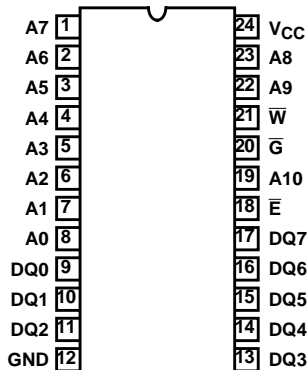 A7 1 24 VCC
A6 2 23 A8
A5 3 22 A9
A4 4 21 W̅
A3 5 20 G̅
A2 6 19 A10
A1 7 18 E̅
A0 8 17 DQ7
DQ0 9 16 DQ6
DQ1 10 15 DQ5
DQ2 11 14 DQ4
GND 12 13 DQ3